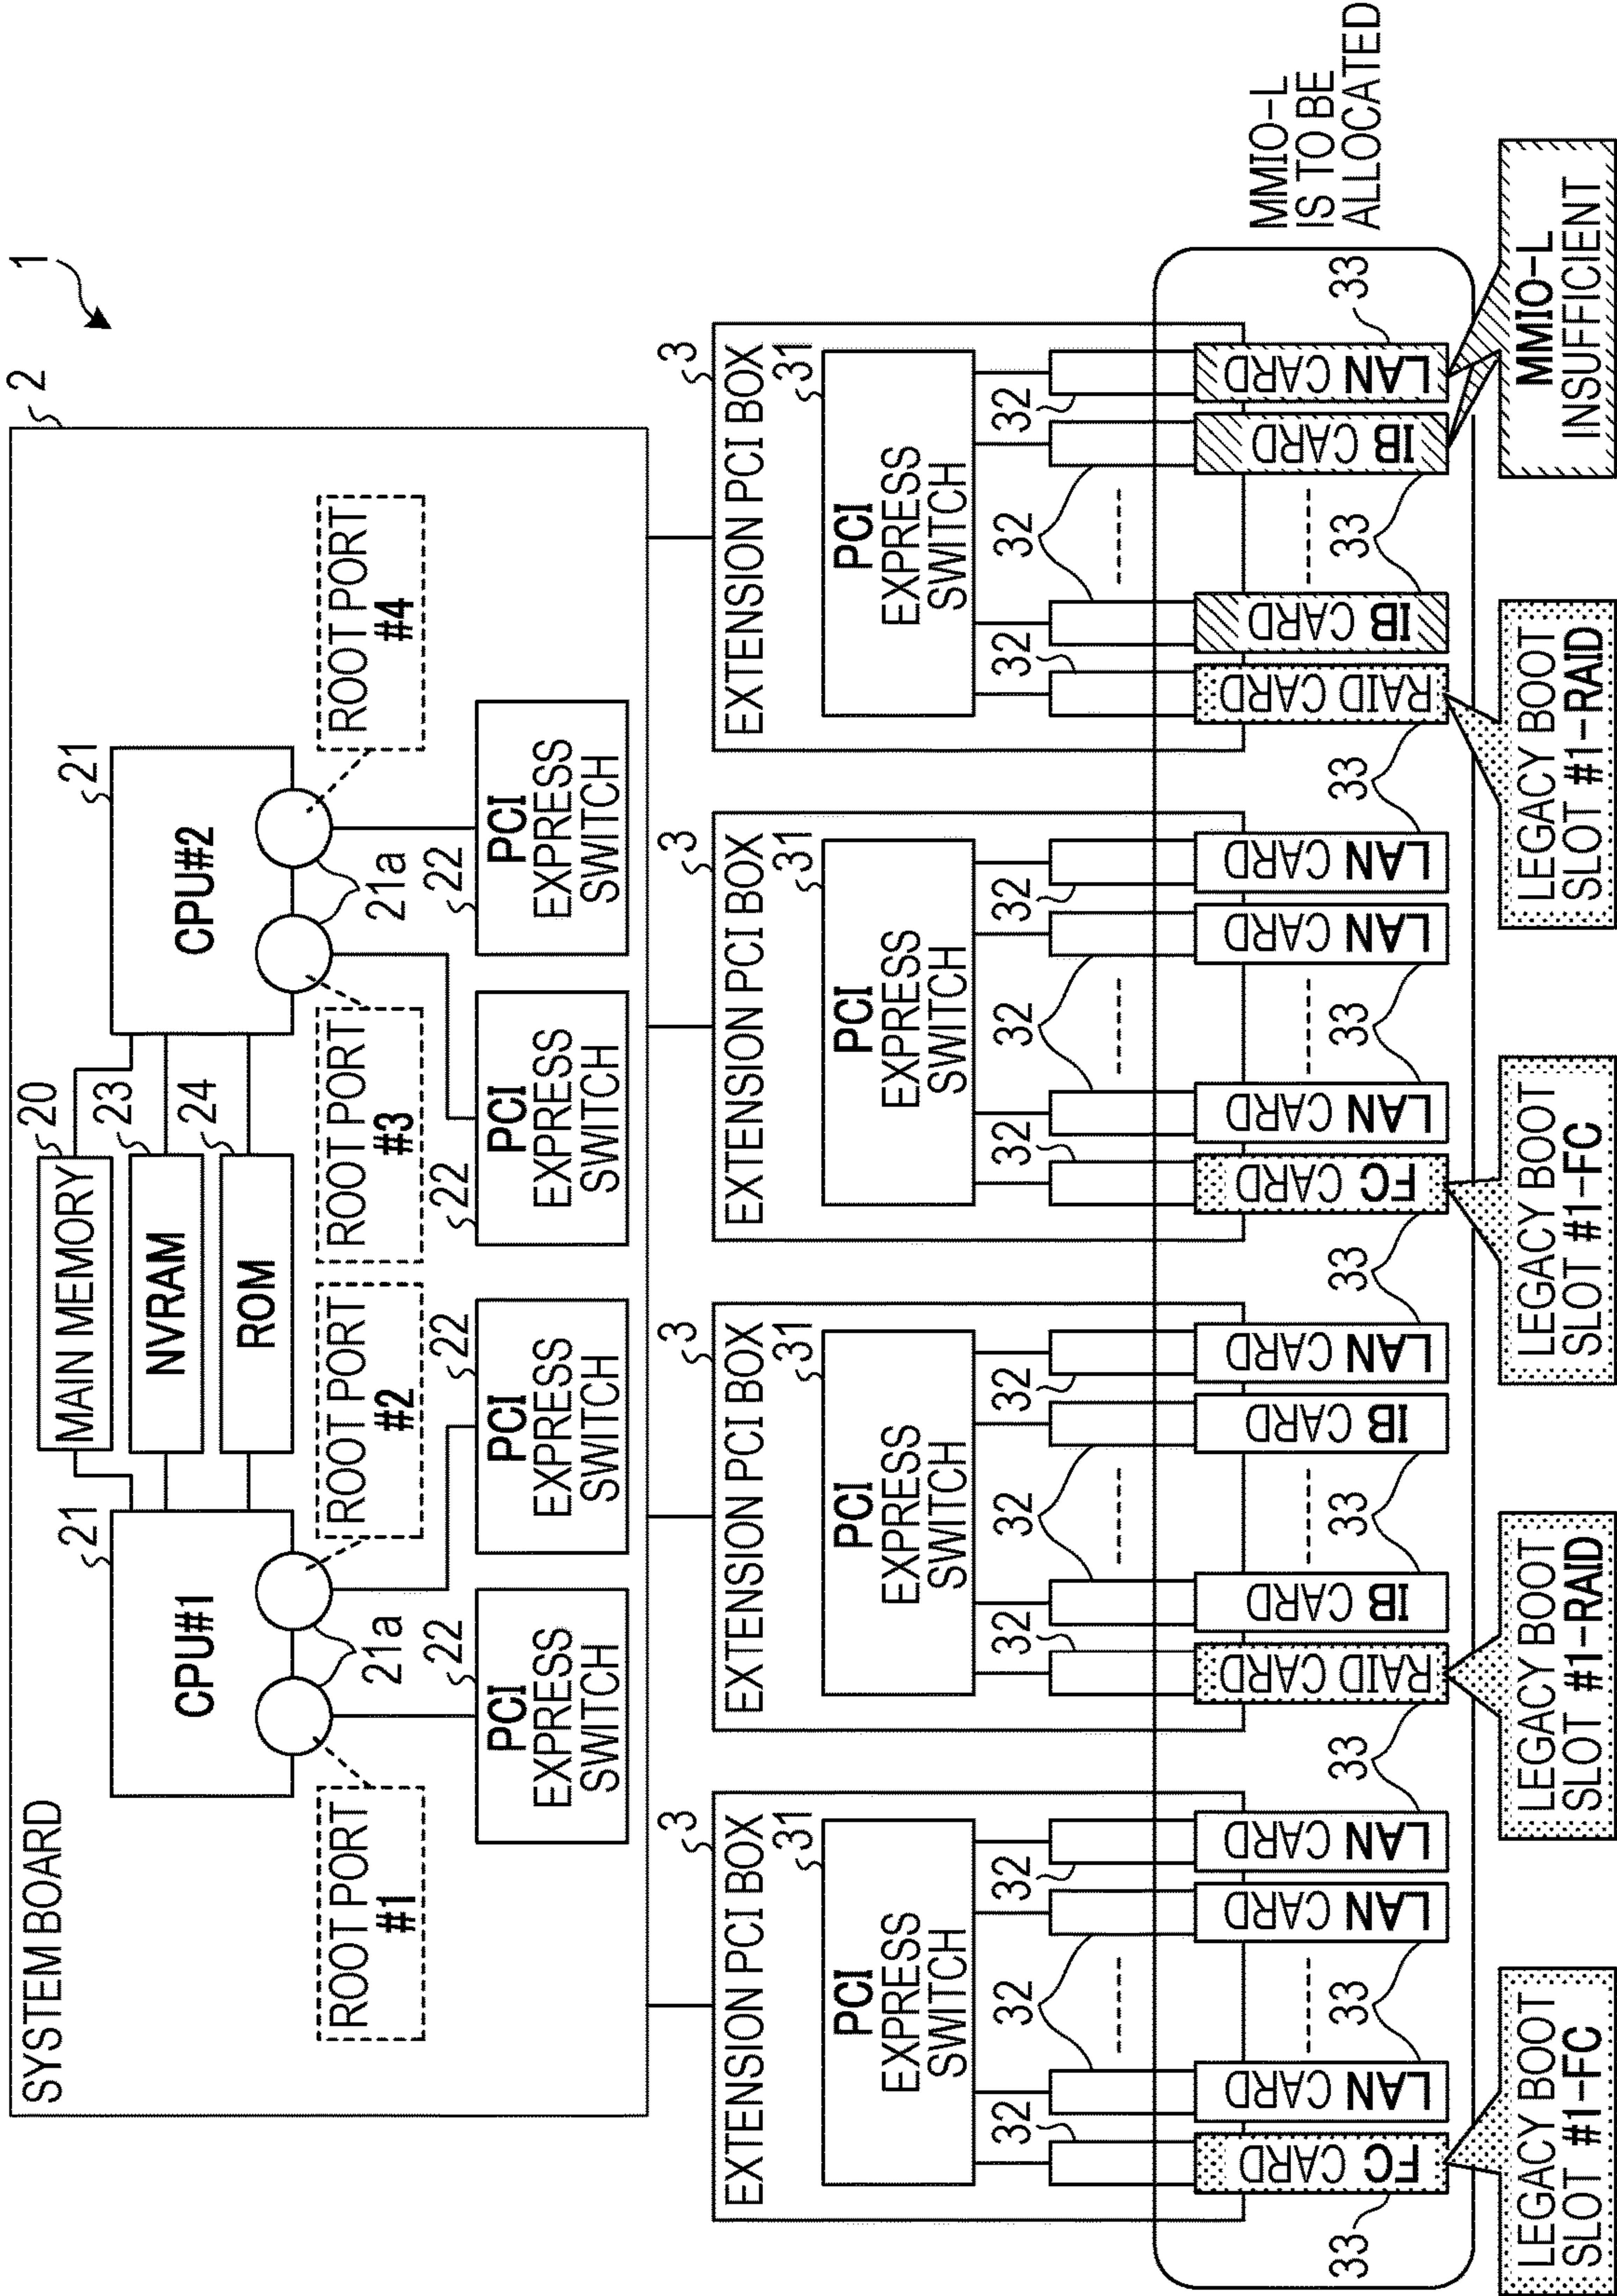 1
2
SYSTEM BOARD
MAIN MEMORY
20
NVRAM
23
ROM
24
21
CPU#1
21a
21
CPU#2
21a
ROOT PORT
#1
ROOT PORT
#2
ROOT PORT
#3
ROOT PORT
#4
22
PCI
EXPRESS
SWITCH
22
PCI
EXPRESS
SWITCH
22
PCI
EXPRESS
SWITCH
22
PCI
EXPRESS
SWITCH
EXTENSION PCI BOX
3
31
PCI
EXPRESS
SWITCH
32
32
32
FC CARD
LAN CARD
LAN CARD
LAN CARD
33
33
33
EXTENSION PCI BOX
3
31
PCI
EXPRESS
SWITCH
32
32
32
RAID CARD
IB CARD
IB CARD
LAN CARD
33
33
33
EXTENSION PCI BOX
3
31
PCI
EXPRESS
SWITCH
32
32
32
FC CARD
LAN CARD
LAN CARD
LAN CARD
33
33
EXTENSION PCI BOX
3
31
PCI
EXPRESS
SWITCH
32
32
32
RAID CARD
IB CARD
IB CARD
LAN CARD
33
33
MMIO-L
IS TO BE
ALLOCATED
LEGACY BOOT
SLOT #1-FC
LEGACY BOOT
SLOT #1-RAID
LEGACY BOOT
SLOT #1-FC
LEGACY BOOT
SLOT #1-RAID
MMIO-L
INSUFFICIENT